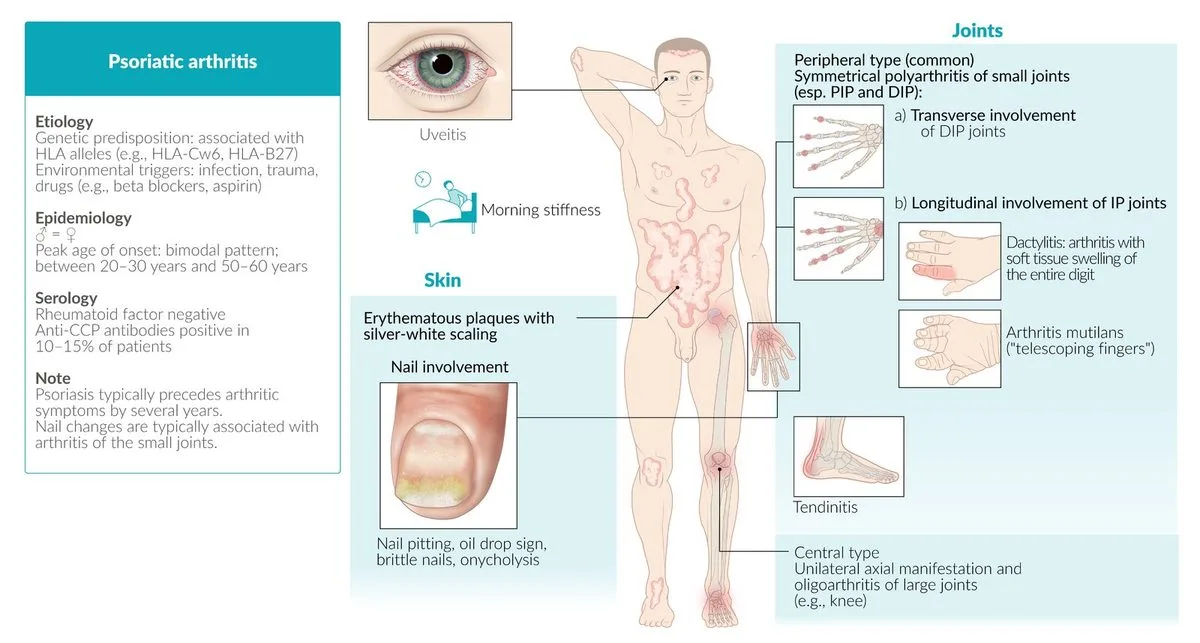 Psoriatic arthritis
Etiology
Genetic predisposition: associated with
HLA alleles (e.g., HLA-Cw6, HLA-B27)
Environmental triggers: infection, trauma,
drugs (e.g., beta blockers, aspirin)
Epidemiology
♂ = ♀
Peak age of onset: bimodal pattern;
between 20–30 years and 50–60 years
Serology
Rheumatoid factor negative
Anti-CCP antibodies positive in
10–15% of patients
Note
Psoriasis typically precedes arthritic
symptoms by several years.
Nail changes are typically associated with
arthritis of the small joints.
Uveitis
Morning stiffness
Skin
Erythematous plaques with
silver-white scaling
Nail involvement
Nail pitting, oil drop sign,
brittle nails, onycholysis
Joints
Peripheral type (common)
Symmetrical polyarthritis of small joints
(esp. PIP and DIP):
a) Transverse involvement
of DIP joints
b) Longitudinal involvement of IP joints
Dactylitis: arthritis with
soft tissue swelling of
the entire digit
Arthritis mutilans
("telescoping fingers")
Tendinitis
Central type
Unilateral axial manifestation and
oligoarthritis of large joints
(e.g., knee)